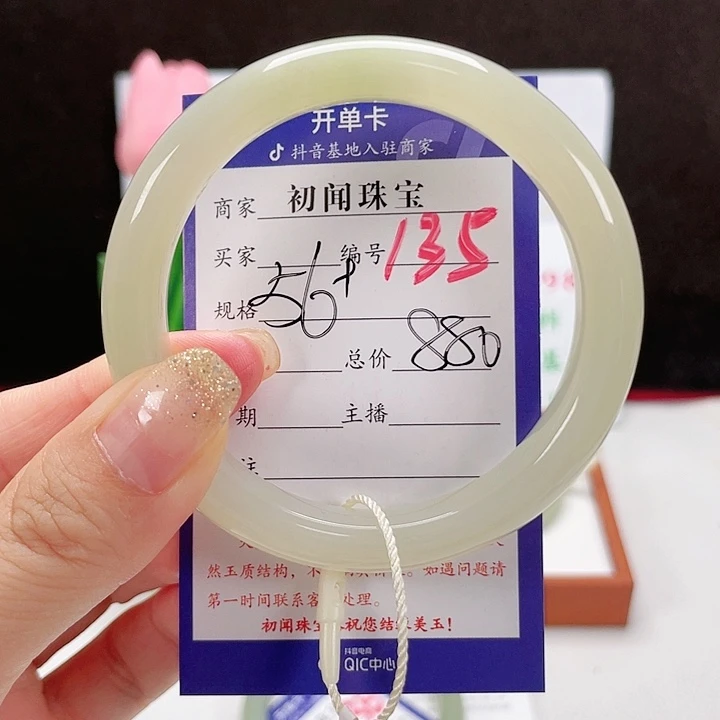 开单卡
抖音基地入驻商家
商家 初闻珠宝
买家 编号 135
规格 56+
总价 880
期 主播
注
然玉质结构，不
如遇问题请
第一时间联系客 处理。
初闻珠宝 祝您结缘美玉！
抖音电商
QIC中心